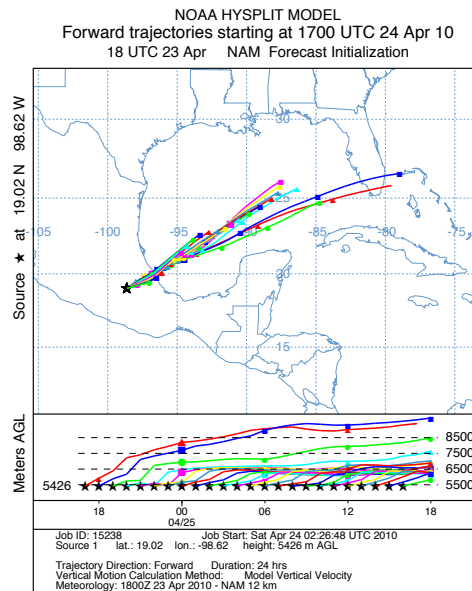 NOAA HYSPLIT MODEL
Forward trajectories starting at 1700 UTC 24 Apr 10
18 UTC 23 Apr NAM Forecast Initialization
Source ★ at 19.02 N 98.62 W
-105 -100 -95 -90 -85 -80
30
25
20
15
Meters AGL
5426
8500
7500
6500
5500
18 00 06 12 18
04/25
Job ID: 15238 Job Start: Sat Apr 24 02:26:48 UTC 2010
Source 1 lat.: 19.02 lon.: -98.62 height: 5426 m AGL
Trajectory Direction: Forward Duration: 24 hrs
Vertical Motion Calculation Method: Model Vertical Velocity
Meteorology: 1800Z 23 Apr 2010 - NAM 12 km